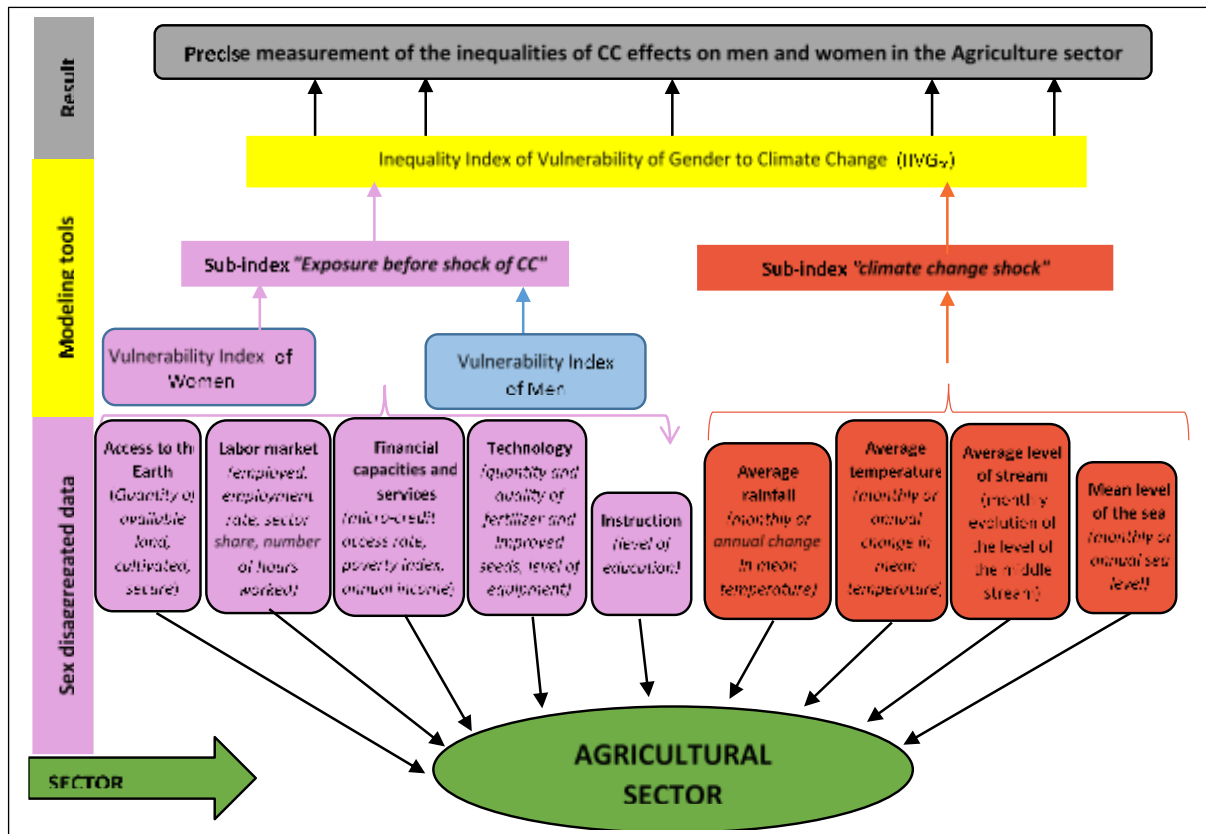 Result
Precise measurement of the inequalities of CC effects on men and women in the Agriculture sector
Modeling tools
Inequality Index of Vulnerability of Gender to Climate Change
Sub-index "Exposure before shock of CC"
Sub-index "climate change shock"
Vulnerability Index of
Women
Vulnerability Index
of Men
Sex disaggregated data
Access to the
Earth
(Quantity of
available
land,
cultivated,
secure)
Labor market
(employed,
employment
rate, sector
share, number
of hours
worked)
Financial
capacities and
services
(micro-credit
access rate,
poverty index,
annual income)
Technology
(quantity and
quality of
fertilizer and
improved
seeds, level of
equipment)
Instruction
(level of
education)
Average
rainfall
(monthly or
annual change
in mean
temperature)
Average
temperature
(monthly or
annual
change in
mean
temperature)
Average level
of stream
(monthly
evolution of
the level of
the middle
stream)
Mean level
of the sea
(monthly or
annual sea
level)
SECTOR
AGRICULTURAL
SECTOR